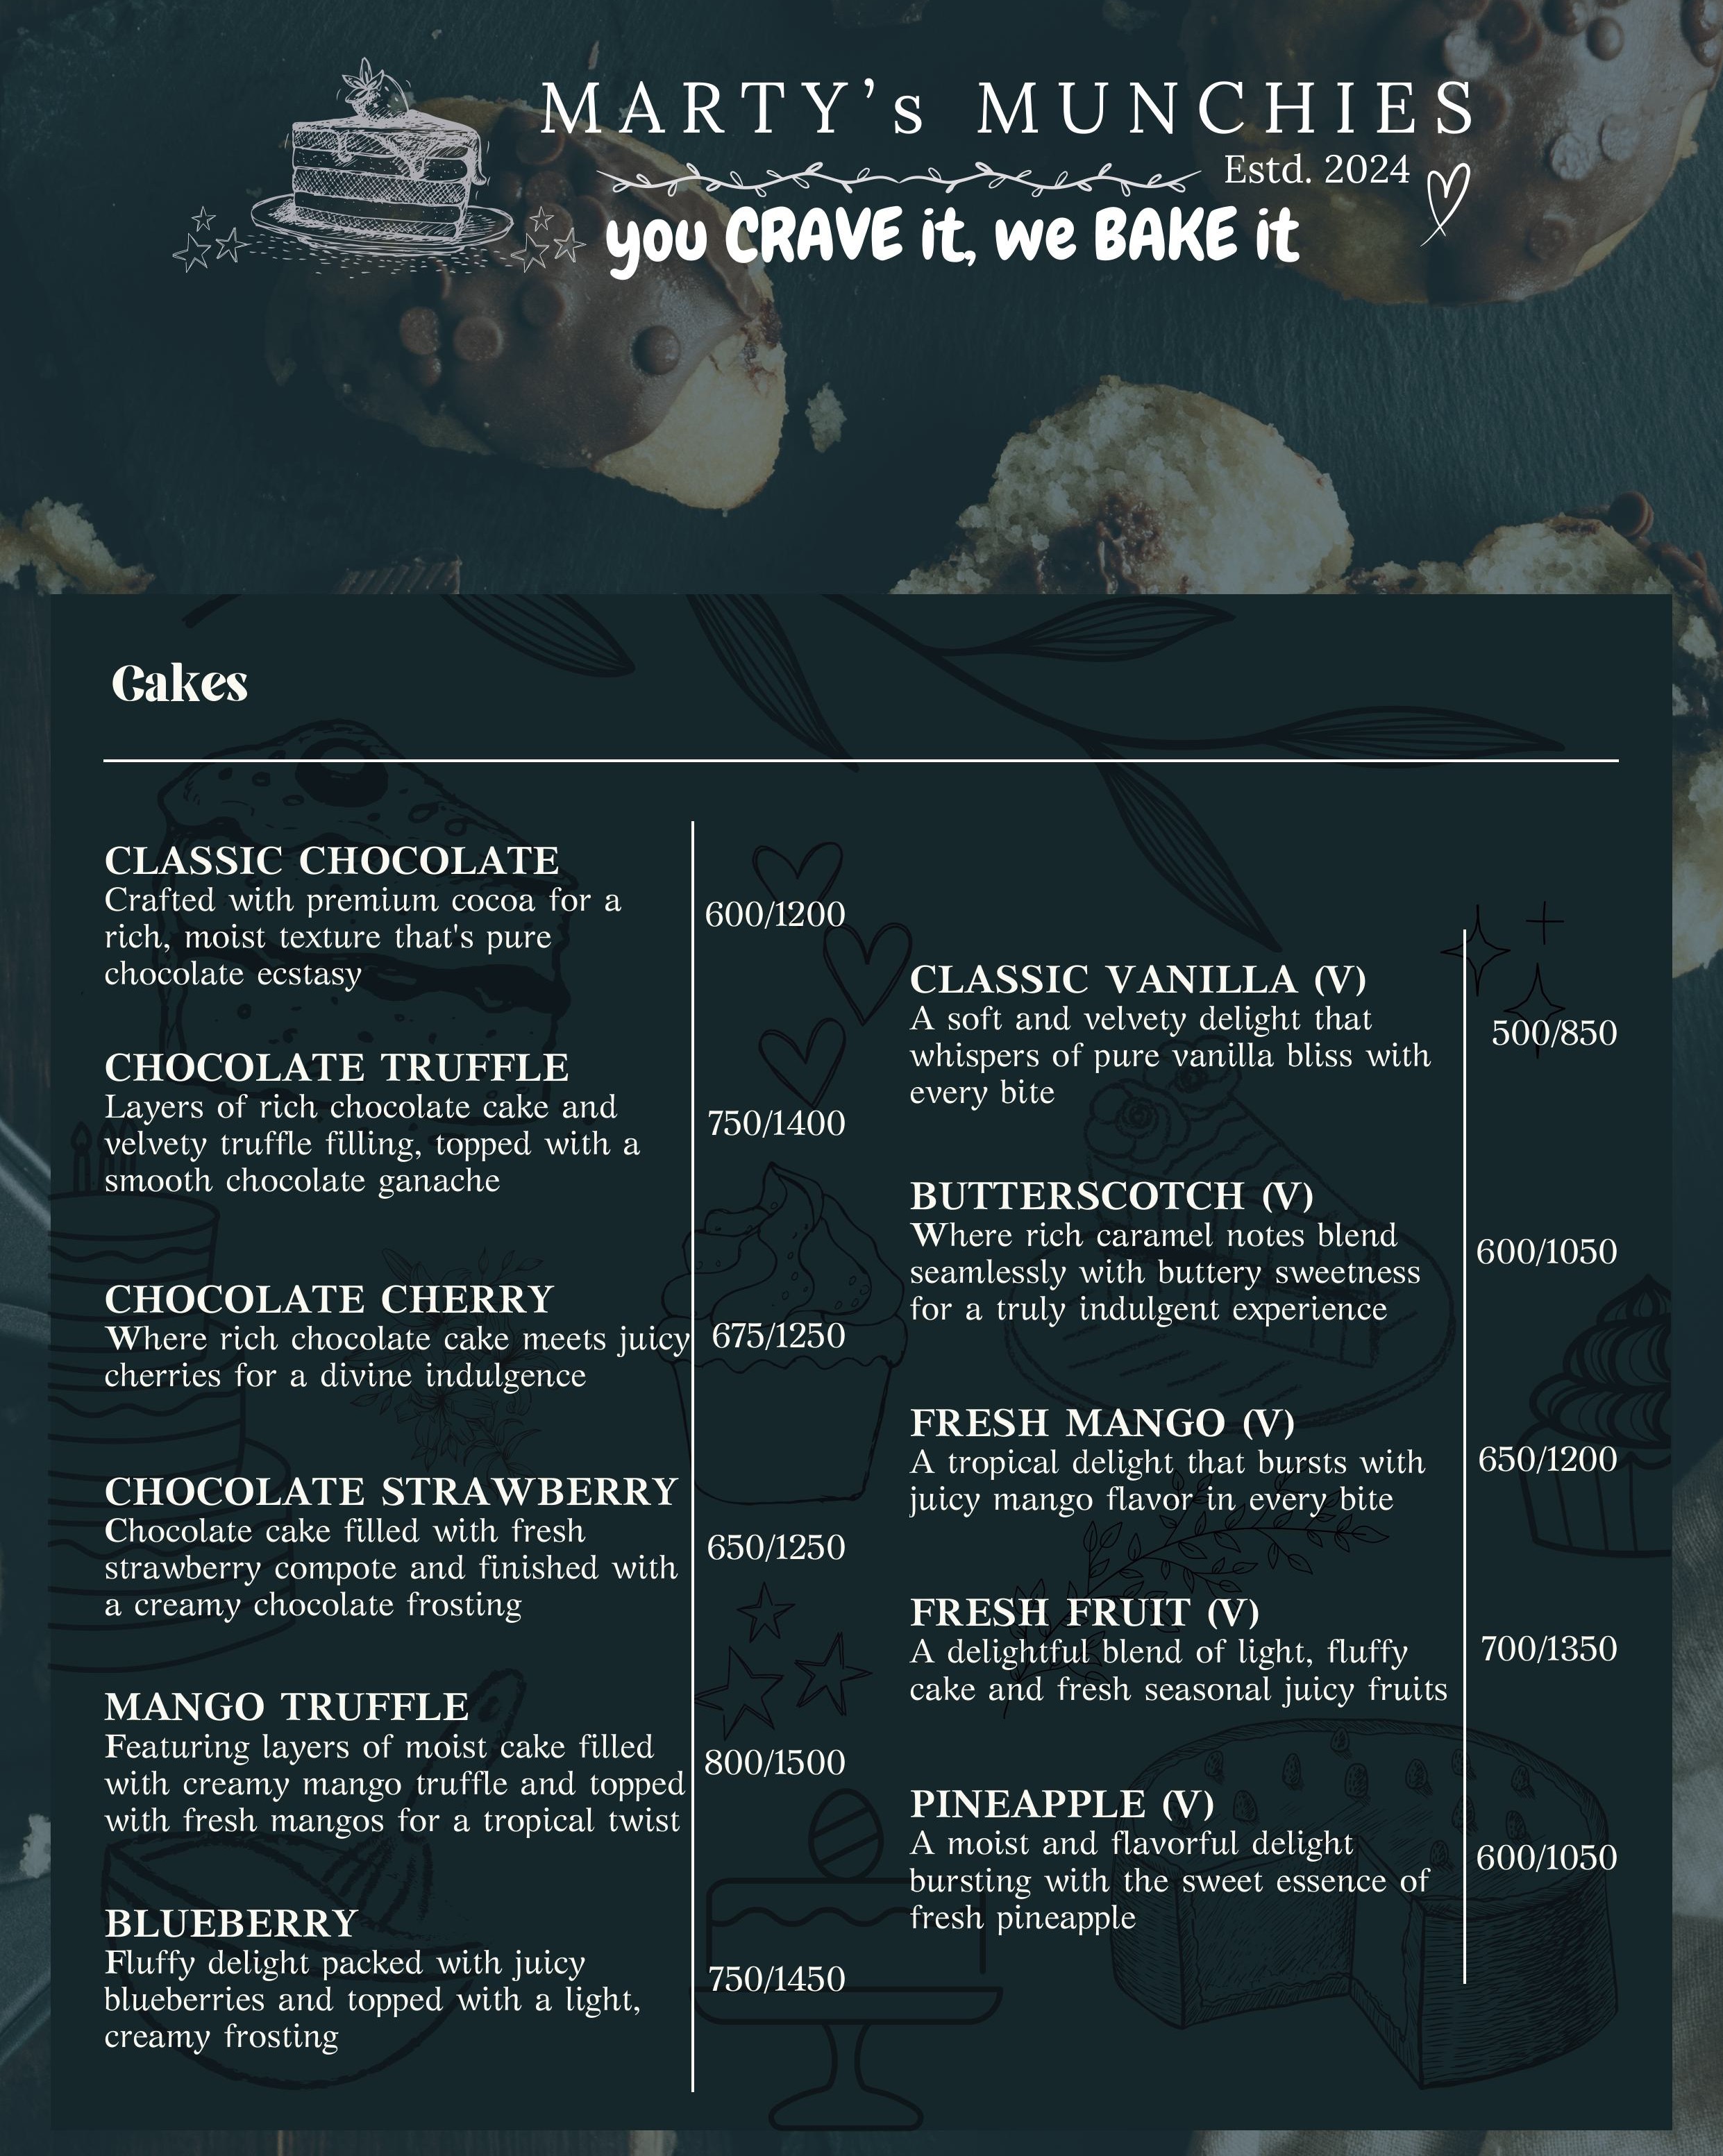 MARTY's MUNCHIES
Estd. 2024
you CRAVE it, we BAKE it
Cakes
CLASSIC CHOCOLATE
Crafted with premium cocoa for a
rich, moist texture that's pure
chocolate ecstasy
600/1200
CHOCOLATE TRUFFLE
Layers of rich chocolate cake and
velvety truffle filling, topped with a
smooth chocolate ganache
750/1400
CHOCOLATE CHERRY
Where rich chocolate cake meets juicy
cherries for a divine indulgence
675/1250
CHOCOLATE STRAWBERRY
Chocolate cake filled with fresh
strawberry compote and finished with
a creamy chocolate frosting
650/1250
MANGO TRUFFLE
Featuring layers of moist cake filled
with creamy mango truffle and topped
with fresh mangos for a tropical twist
800/1500
BLUEBERRY
Fluffy delight packed with juicy
blueberries and topped with a light,
creamy frosting
750/1450
CLASSIC VANILLA (V)
A soft and velvety delight that
whispers of pure vanilla bliss with
every bite
500/850
BUTTERSCOTCH (V)
Where rich caramel notes blend
seamlessly with buttery sweetness
for a truly indulgent experience
600/1050
FRESH MANGO (V)
A tropical delight that bursts with
juicy mango flavor in every bite
650/1200
FRESH FRUIT (V)
A delightful blend of light, fluffy
cake and fresh seasonal juicy fruits
700/1350
PINEAPPLE (V)
A moist and flavorful delight
bursting with the sweet essence of
fresh pineapple
600/1050